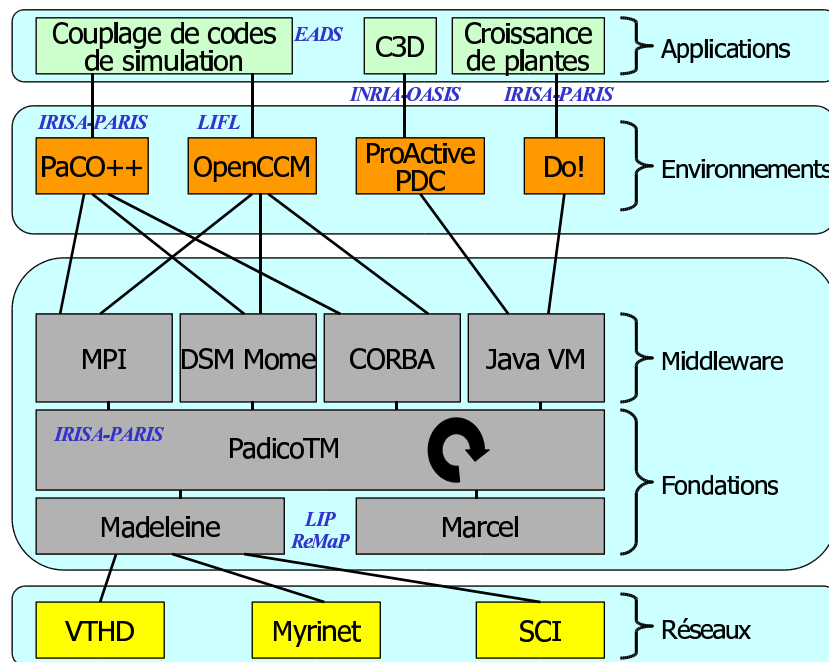 Couplage de codes
de simulation
EADS
C3D
Croissance
de plantes
Applications
INRIA-OASIS
IRISA-PARIS
IRISA-PARIS
LIFL
PaCO++
OpenCCM
ProActive
PDC
Do!
Environnements
MPI
DSM Mome
CORBA
Java VM
Middleware
IRISA-PARIS
PadicoTM
Fondations
Madeleine
LIP
ReMaP
Marcel
VTHD
Myrinet
SCI
Réseaux